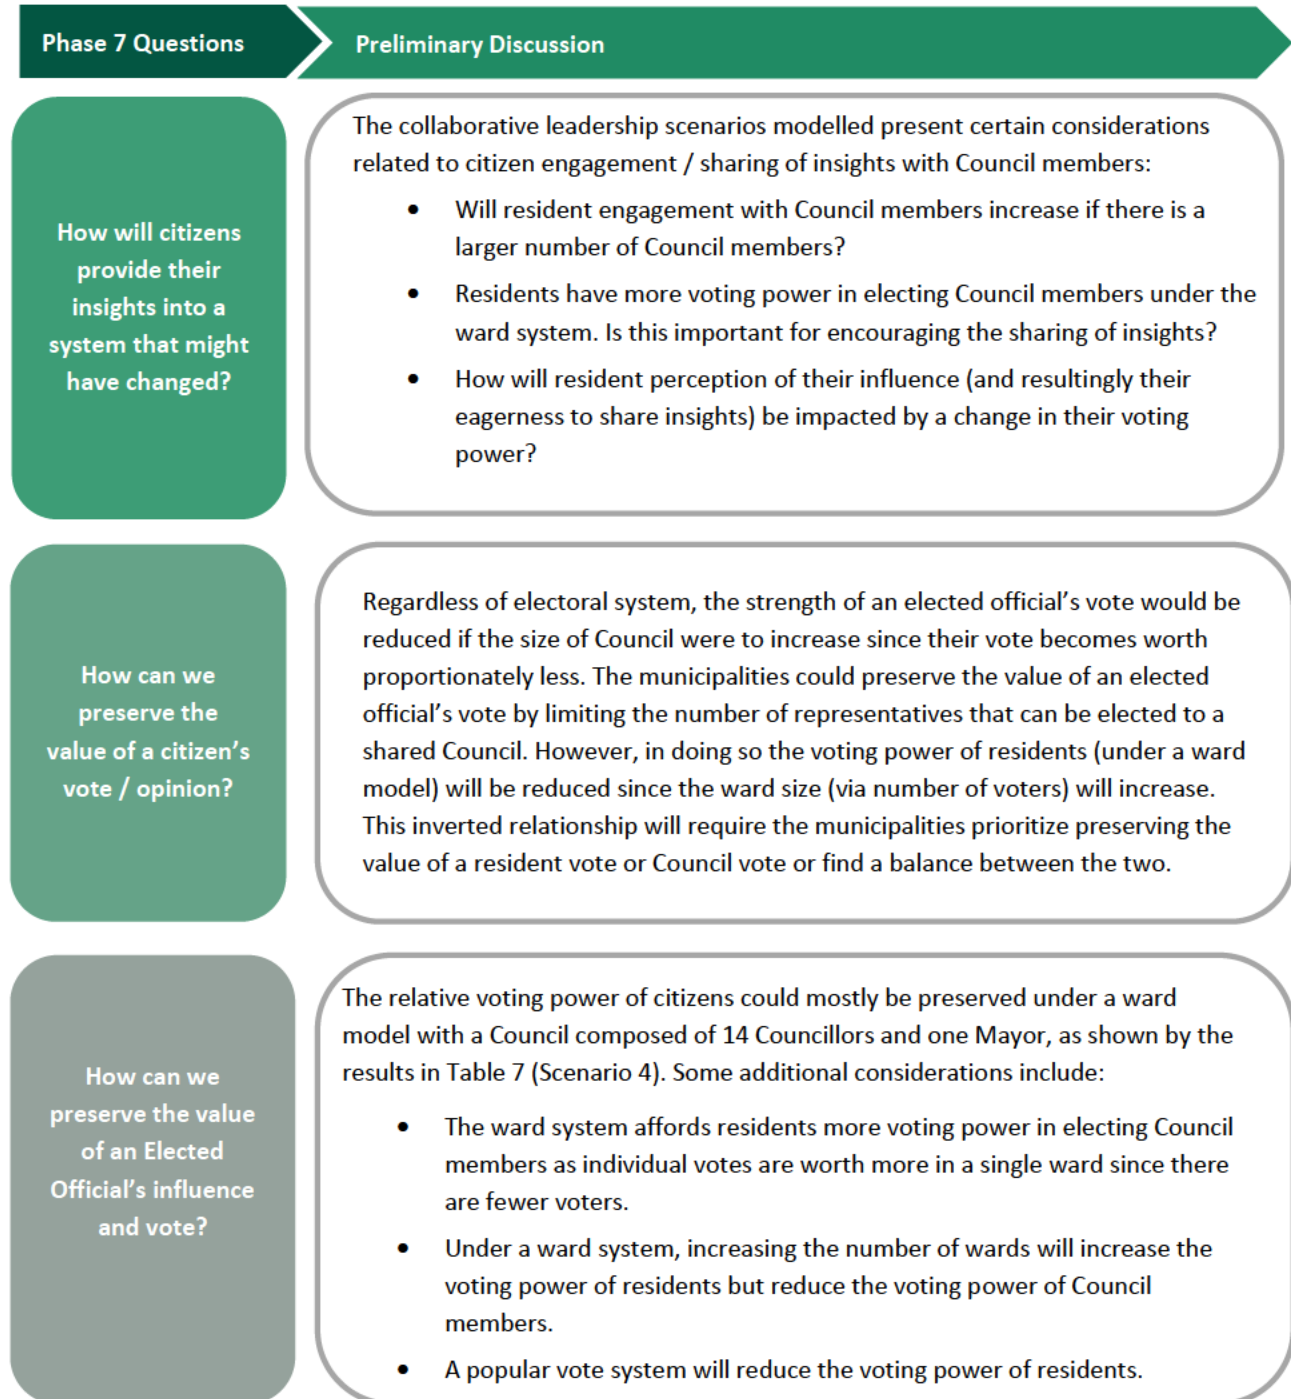 Phase 7 Questions
Preliminary Discussion
How will citizens
provide their
insights into a
system that might
have changed?
The collaborative leadership scenarios modelled present certain considerations
related to citizen engagement / sharing of insights with Council members:
• Will resident engagement with Council members increase if there is a
larger number of Council members?
• Residents have more voting power in electing Council members under the
ward system. Is this important for encouraging the sharing of insights?
• How will resident perception of their influence (and resultingly their
eagerness to share insights) be impacted by a change in their voting
power?
How can we
preserve the
value of a citizen’s
vote / opinion?
Regardless of electoral system, the strength of an elected official’s vote would be
reduced if the size of Council were to increase since their vote becomes worth
proportionately less. The municipalities could preserve the value of an elected
official’s vote by limiting the number of representatives that can be elected to a
shared Council. However, in doing so the voting power of residents (under a ward
model) will be reduced since the ward size (via number of voters) will increase.
This inverted relationship will require the municipalities prioritize preserving the
value of a resident vote or Council vote or find a balance between the two.
How can we
preserve the value
of an Elected
Official’s influence
and vote?
The relative voting power of citizens could mostly be preserved under a ward
model with a Council composed of 14 Councillors and one Mayor, as shown by the
results in Table 7 (Scenario 4). Some additional considerations include:
• The ward system affords residents more voting power in electing Council
members as individual votes are worth more in a single ward since there
are fewer voters.
• Under a ward system, increasing the number of wards will increase the
voting power of residents but reduce the voting power of Council
members.
• A popular vote system will reduce the voting power of residents.